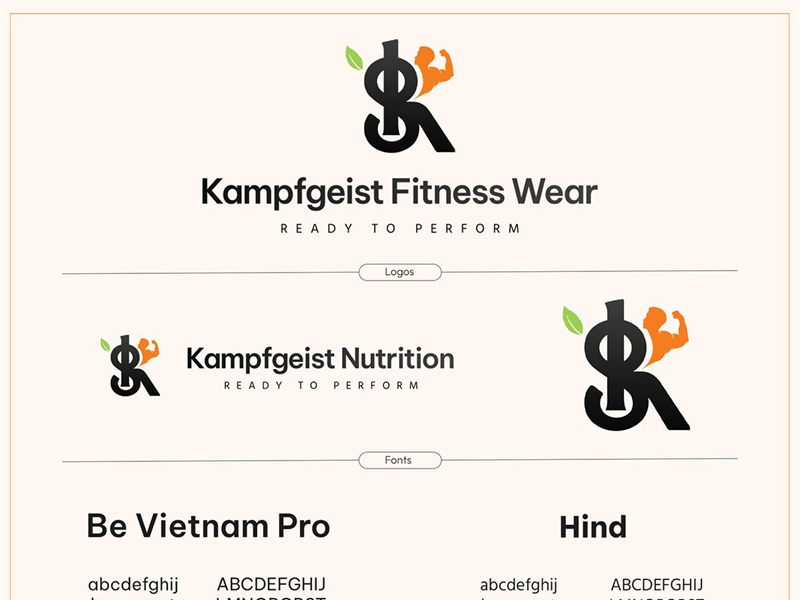 Kampfgeist Fitness Wear
READY TO PERFORM
Logos
Kampfgeist Nutrition
READY TO PERFORM
Fonts
Be Vietnam Pro
Hind
abcdefghij ABCDEFGHIJ
abcdefghij ABCDEFGHIJ